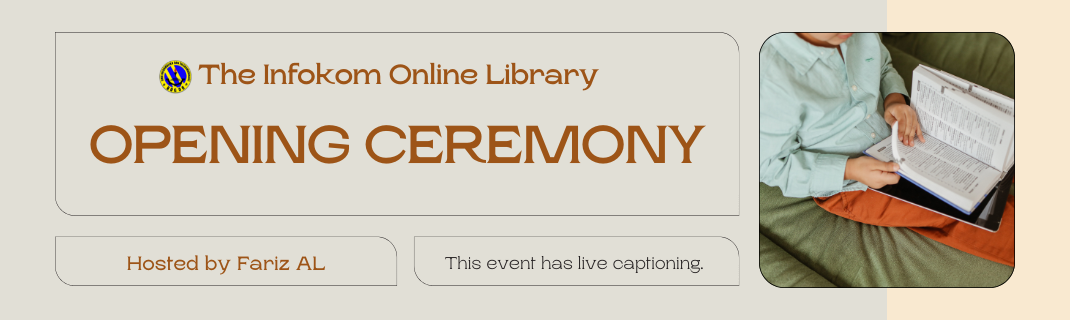 The Infokom Online Library
OPENING CEREMONY
Hosted by Fariz AL
This event has live captioning.